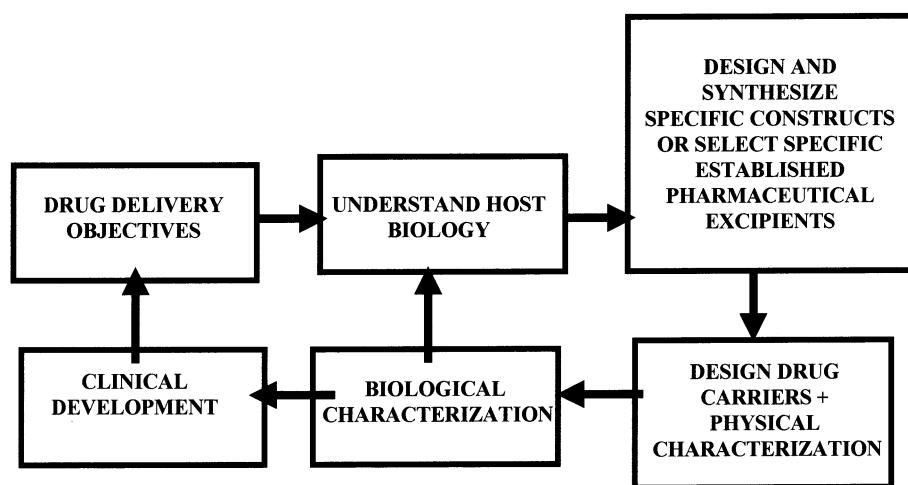 DRUG DELIVERY
OBJECTIVES
UNDERSTAND HOST
BIOLOGY
DESIGN AND
SYNTHESIZE
SPECIFIC CONSTRUCTS
OR SELECT SPECIFIC
ESTABLISHED
PHARMACEUTICAL
EXCIPIENTS
CLINICAL
DEVELOPMENT
BIOLOGICAL
CHARACTERIZATION
DESIGN DRUG
CARRIERS +
PHYSICAL
CHARACTERIZATION